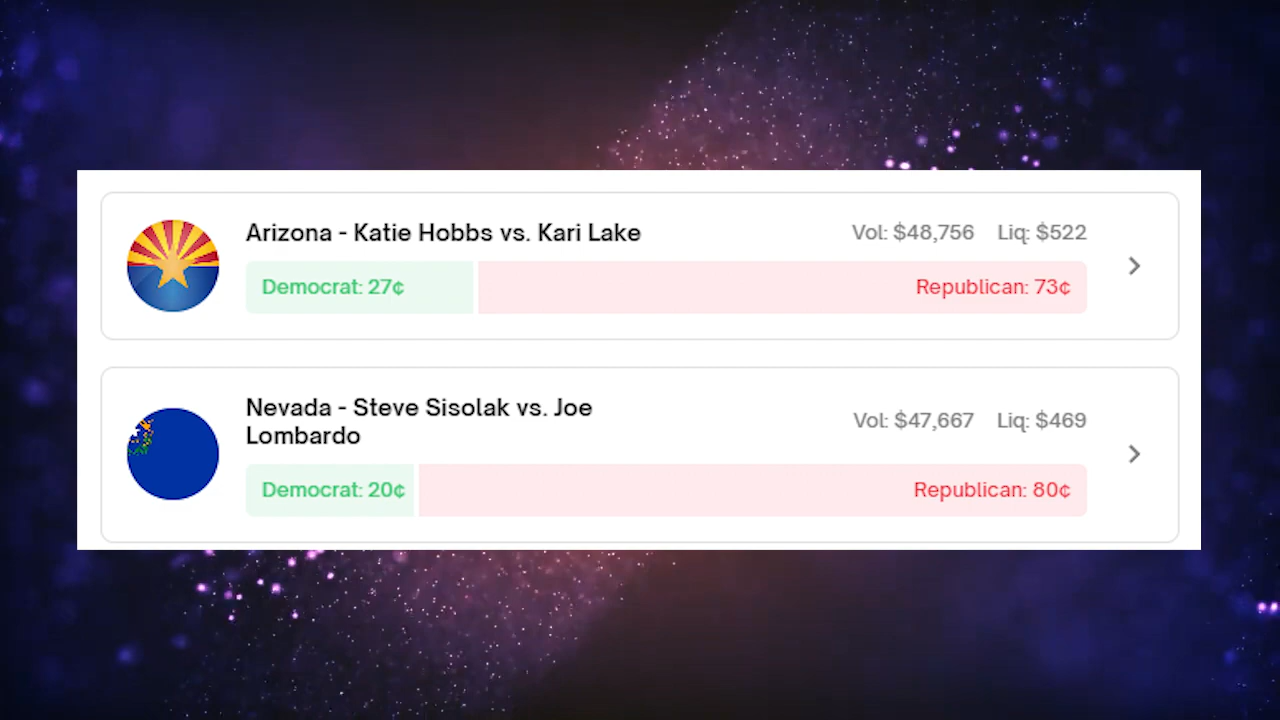 Arizona - Katie Hobbs vs. Kari Lake
Vol: $48,756 Liq: $522
Democrat: 27¢
Republican: 73¢
Nevada - Steve Sisolak vs. Joe
Lombardo
Vol: $47,667 Liq: $469
Democrat: 20¢
Republican: 80¢